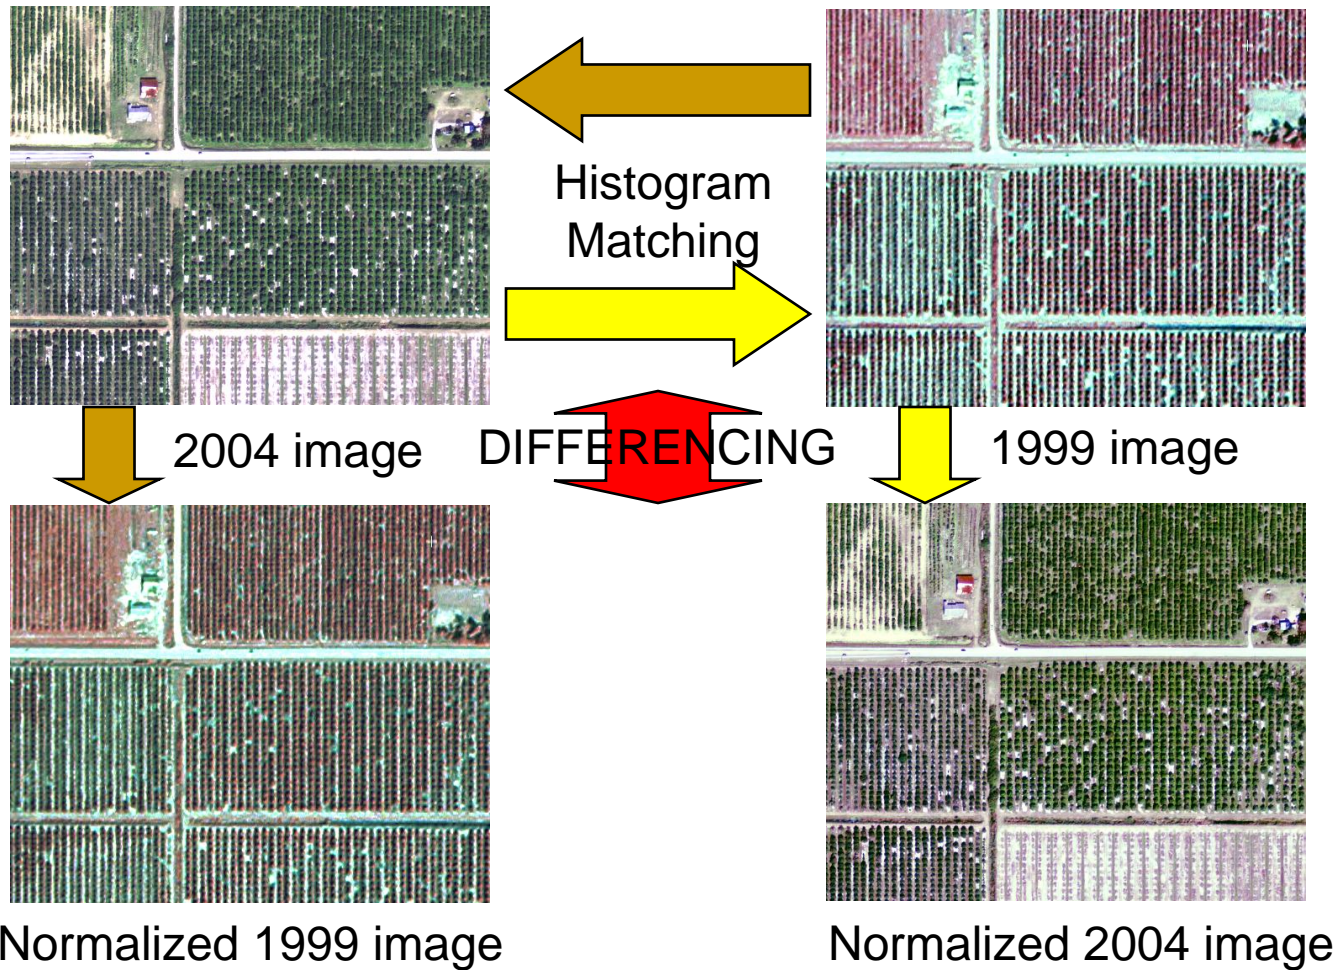 Histogram
Matching
2004 image
DIFFERENCING
1999 image
Normalized 1999 image
Normalized 2004 image